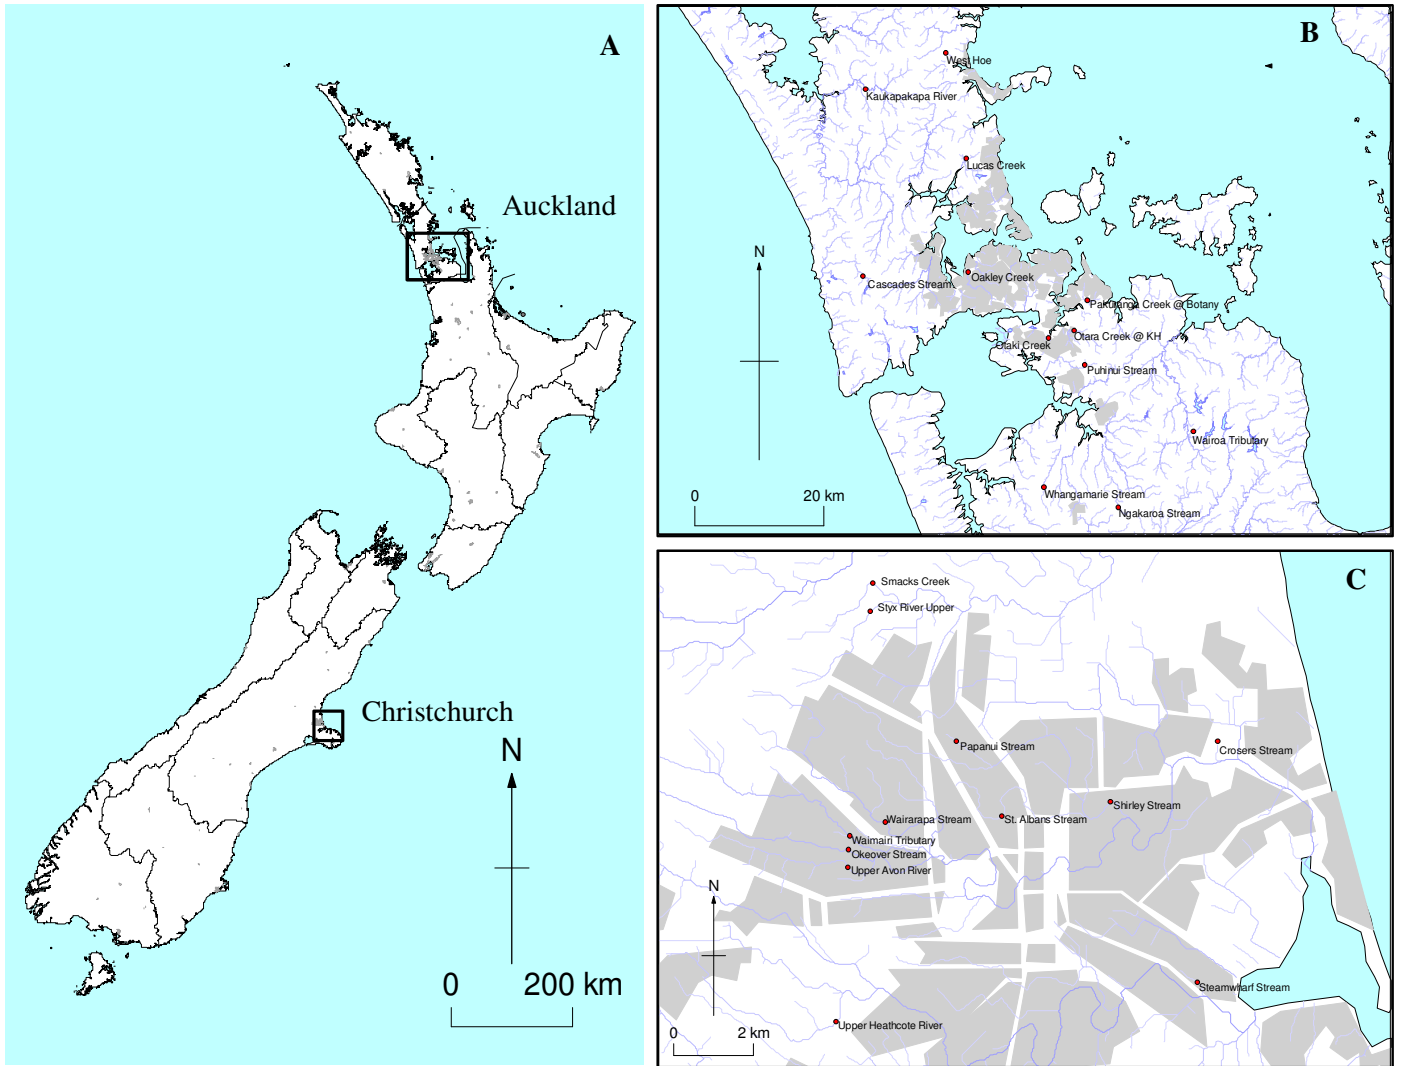 A
Auckland
Christchurch
N
0
200 km
B
West Hoe
Kaukapakapa River
Lucas Creek
N
Oakley Creek
Cascades Stream
Pakuranga Creek @ Botany
Otara Creek @ KH
Otaki Creek
Puhinui Stream
Wairoa Tributary
0
20 km
Whangamarie Stream
Ngakaroa Stream
C
Smacks Creek
Styx River Upper
Papanui Stream
Crosers Stream
Shirley Stream
Wairarapa Stream
St. Albans Stream
Waimairi Tributary
Okeover Stream
Upper Avon River
N
Steamwharf Stream
Upper Heathcote River
0
2 km